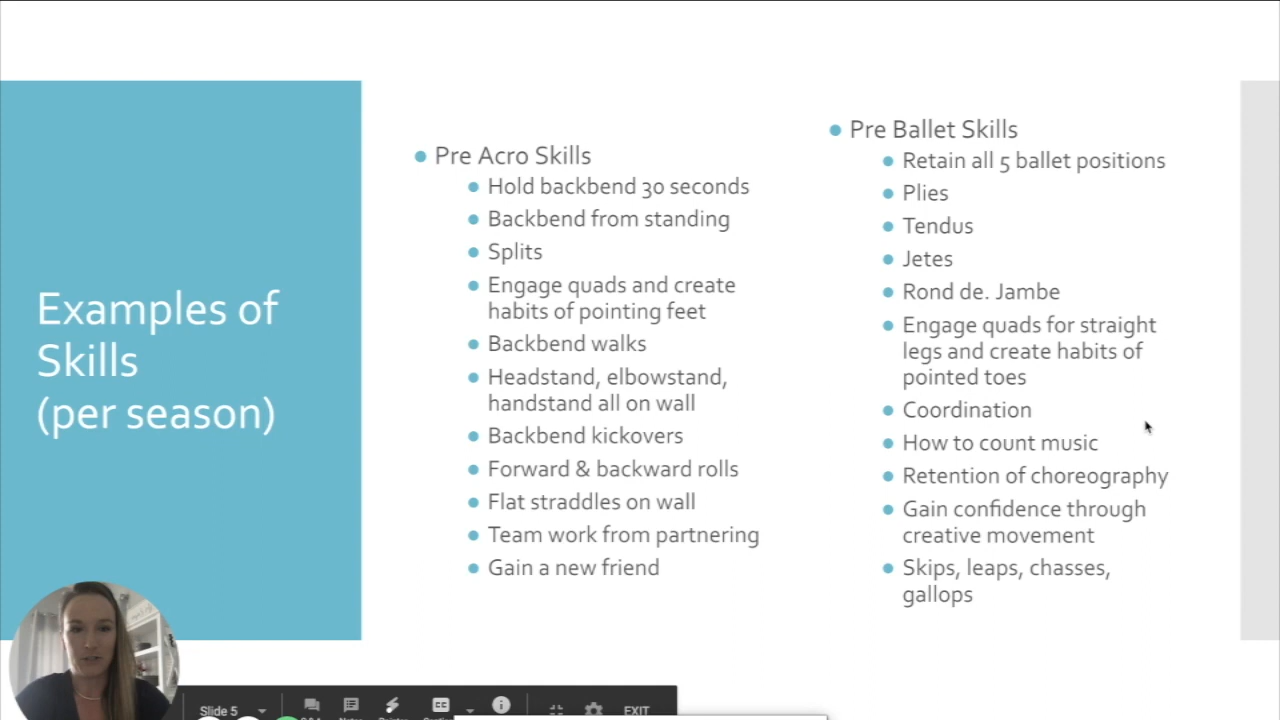 Examples of
Skills
(per season)
Pre Acro Skills
Hold backbend 30 seconds
Backbend from standing
Splits
Engage quads and create
habits of pointing feet
Backbend walks
Headstand, elbowstand,
handstand all on wall
Backbend kickovers
Forward & backward rolls
Flat straddles on wall
Team work from partnering
Gain a new friend
Pre Ballet Skills
Retain all 5 ballet positions
Plies
Tendus
Jetes
Rond de. Jambe
Engage quads for straight
legs and create habits of
pointed toes
Coordination
How to count music
Retention of choreography
Gain confidence through
creative movement
Skips, leaps, chasses,
gallops
Slide 5
EXIT